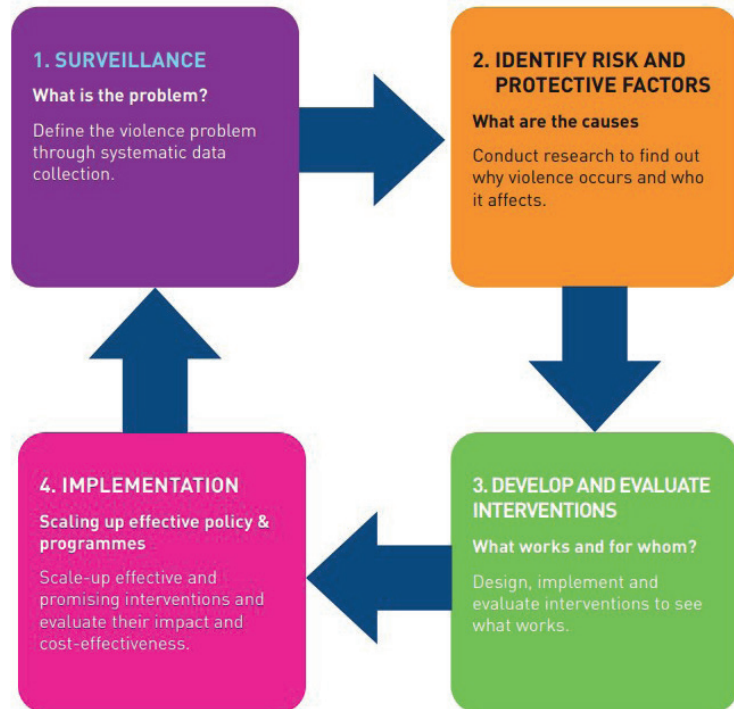 1. SURVEILLANCE
What is the problem?
Define the violence problem
through systematic data
collection.
2. IDENTIFY RISK AND
PROTECTIVE FACTORS
What are the causes
Conduct research to find out
why violence occurs and who
it affects.
3. DEVELOP AND EVALUATE
INTERVENTIONS
What works and for whom?
Design, implement and
evaluate interventions to see
what works.
4. IMPLEMENTATION
Scaling up effective policy &
programmes
Scale-up effective and
promising interventions and
evaluate their impact and
cost-effectiveness.